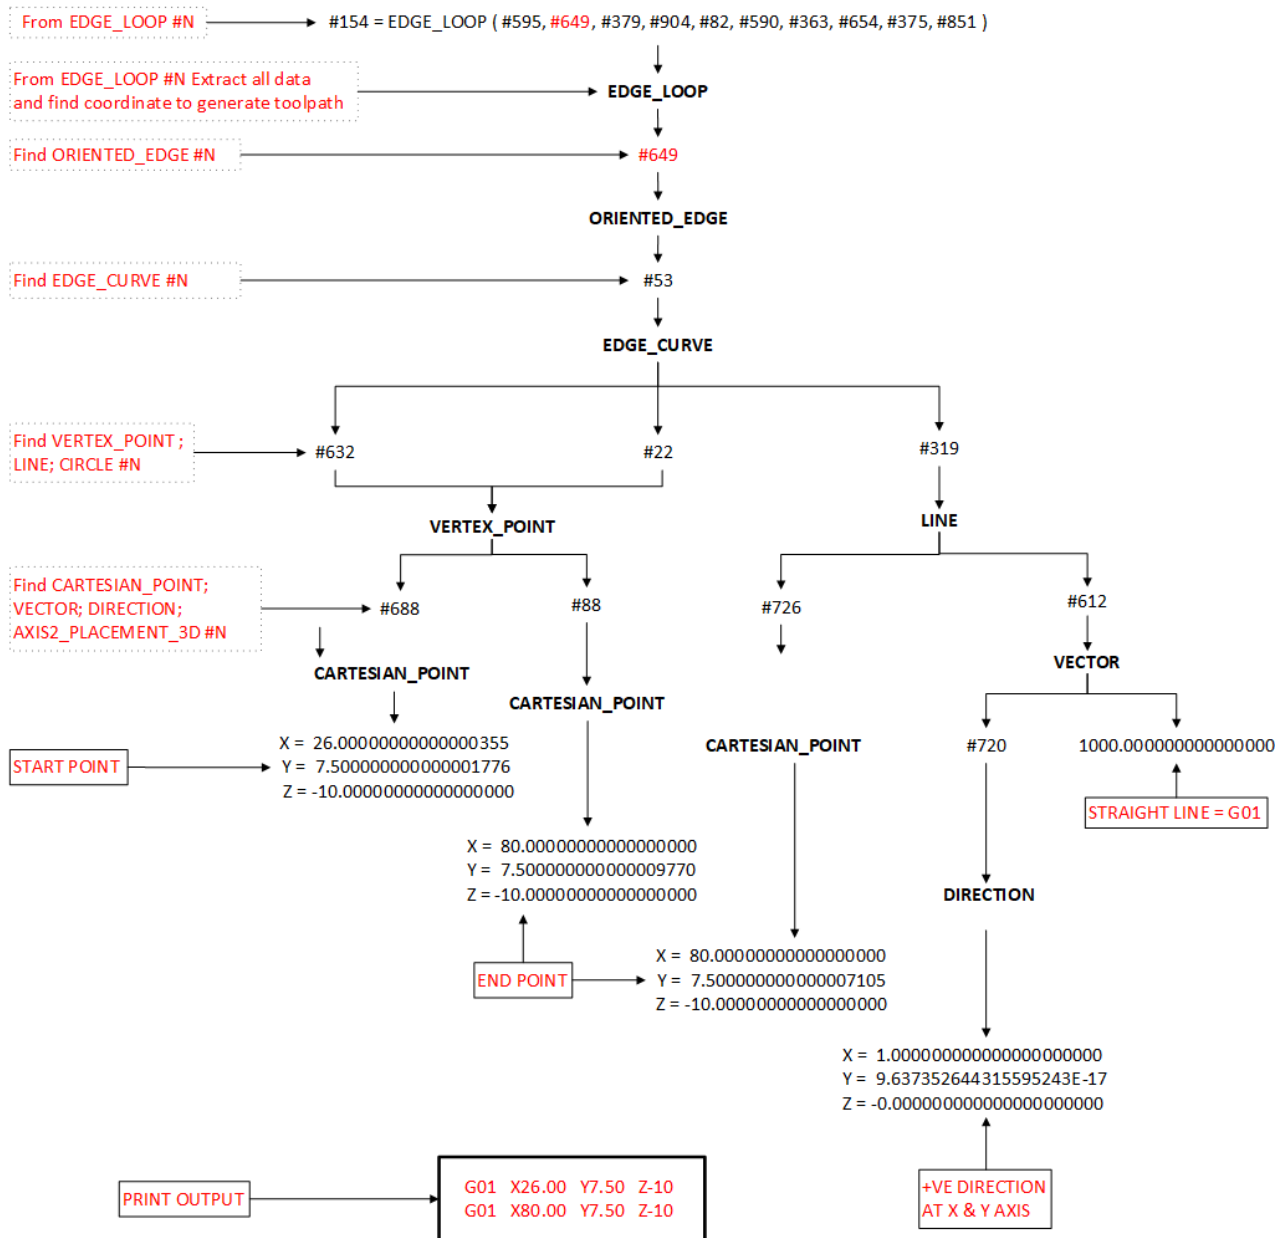 From EDGE_LOOP #N
#154 = EDGE_LOOP ( #595, #649, #379, #904, #82, #590, #363, #654, #375, #851 )
From EDGE_LOOP #N Extract all data
and find coordinate to generate toolpath
EDGE_LOOP
Find ORIENTED_EDGE #N
#649
ORIENTED_EDGE
Find EDGE_CURVE #N
#53
EDGE_CURVE
Find VERTEX_POINT ;
LINE; CIRCLE #N
#632
#22
#319
VERTEX_POINT
LINE
Find CARTESIAN_POINT;
VECTOR; DIRECTION;
AXIS2_PLACEMENT_3D #N
#688
#88
#726
#612
CARTESIAN_POINT
VECTOR
CARTESIAN_POINT
CARTESIAN_POINT
#720
1000.000000000000000
START POINT
X = 26.00000000000000355
Y = 7.500000000000001776
Z = -10.00000000000000000
STRAIGHT LINE = G01
X = 80.00000000000000000
Y = 7.500000000000009770
Z = -10.00000000000000000
DIRECTION
END POINT
X = 80.00000000000000000
Y = 7.500000000000007105
Z = -10.00000000000000000
X = 1.000000000000000000000
Y = 9.637352644315595243E-17
Z = -0.000000000000000000000
PRINT OUTPUT
G01 X26.00 Y7.50 Z-10
G01 X80.00 Y7.50 Z-10
+VE DIRECTION
AT X & Y AXIS